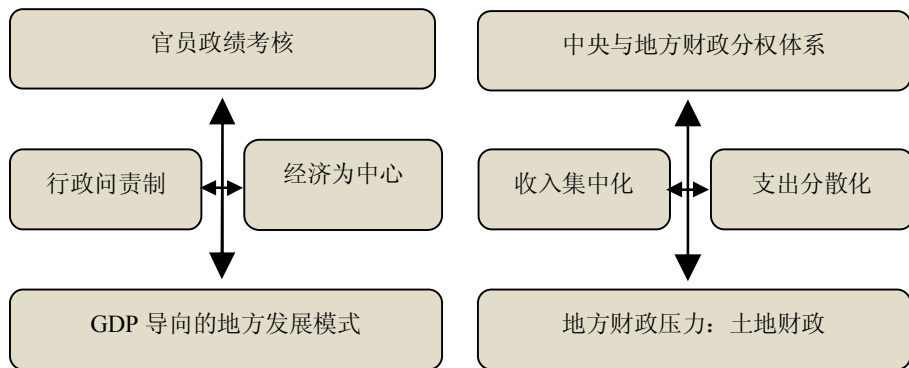 官员政绩考核
中央与地方财政分权体系
行政问责制
经济为中心
收入集中化
支出分散化
GDP 导向的地方发展模式
地方财政压力：土地财政